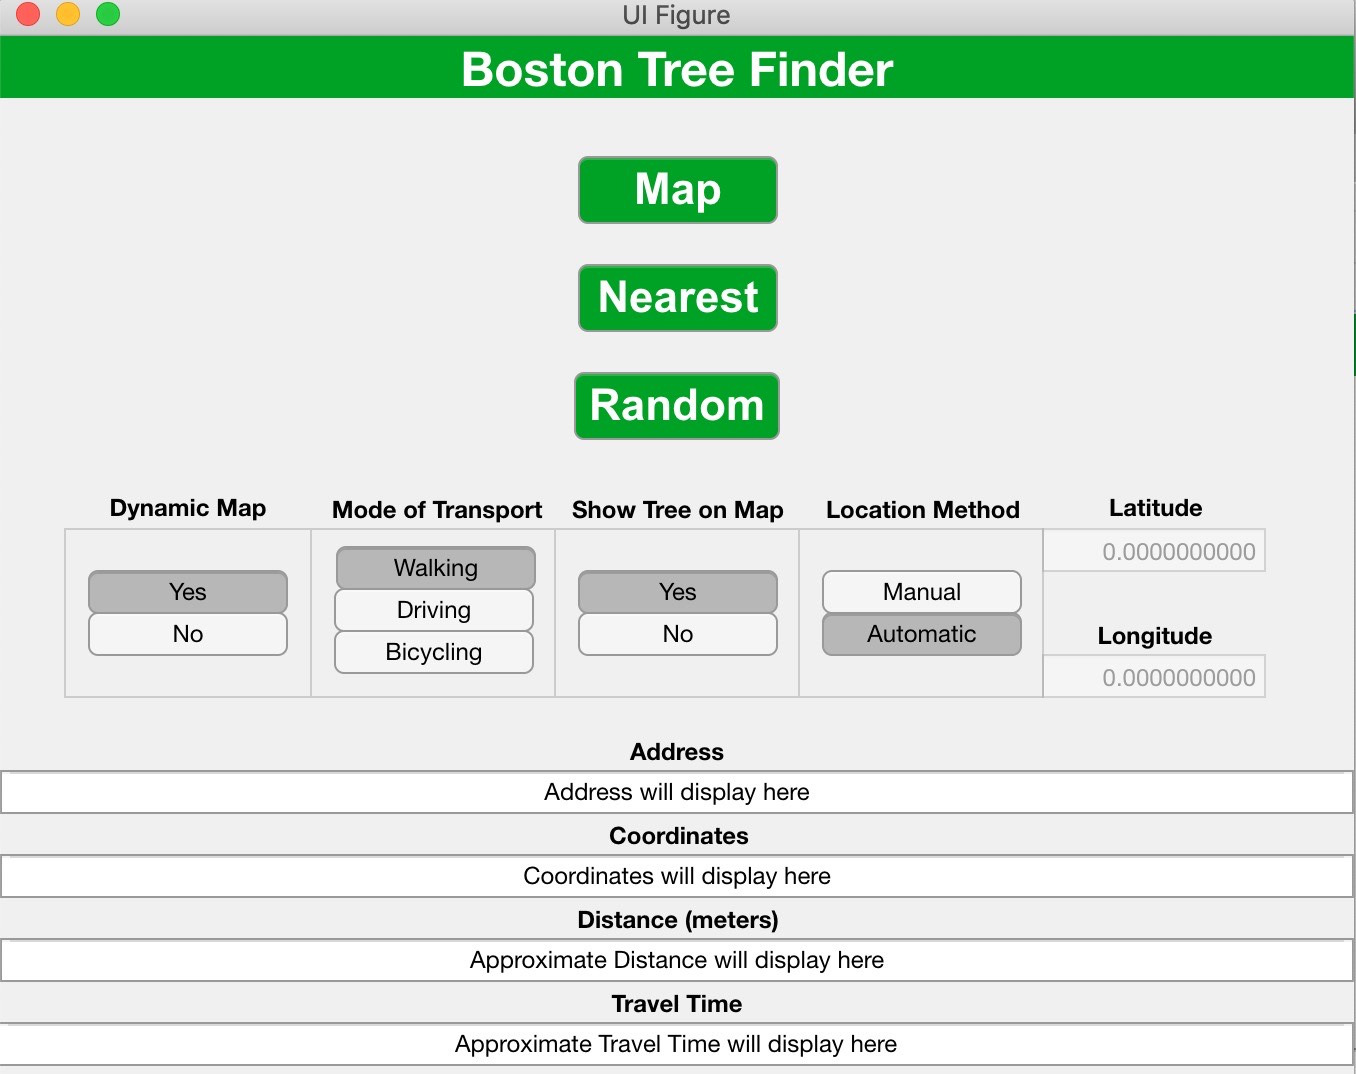 UI Figure
Boston Tree Finder
Map
Nearest
Random
Dynamic Map
Yes
No
Mode of Transport
Walking
Driving
Bicycling
Show Tree on Map
Yes
No
Location Method
Manual
Automatic
Latitude
0.0000000000
Longitude
0.0000000000
Address
Address will display here
Coordinates
Coordinates will display here
Distance (meters)
Approximate Distance will display here
Travel Time
Approximate Travel Time will display here